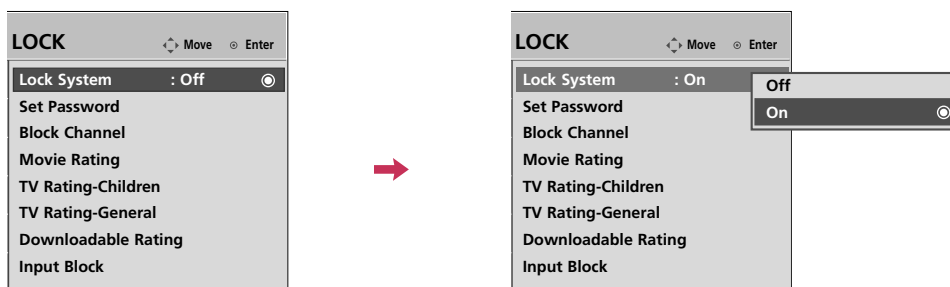 LOCK Move Enter
Lock System : Off
Set Password
Block Channel
Movie Rating
TV Rating-Children
TV Rating-General
Downloadable Rating
Input Block
LOCK Move Enter
Lock System : On
Set Password
Block Channel
Movie Rating
TV Rating-Children
TV Rating-General
Downloadable Rating
Input Block
Off
On